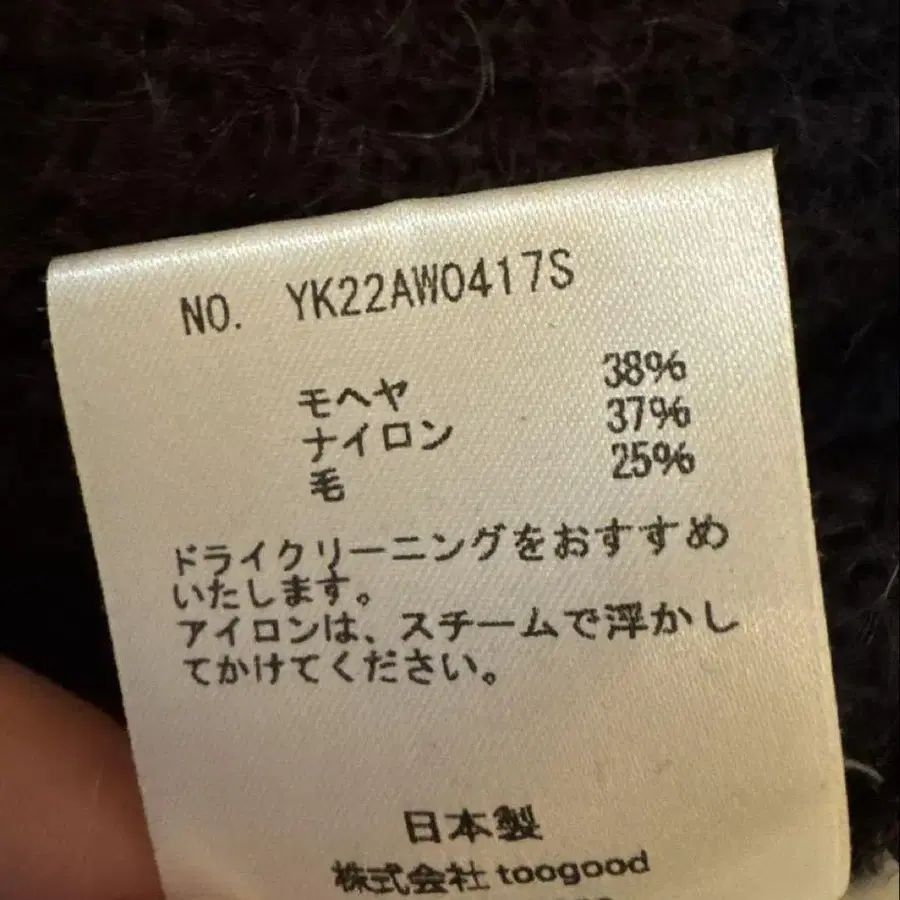 NO. YK22AW0417S
モヘヤ 38%
ナイロン 37%
毛 25%
ドライクリーニングをおすすめ
いたします。
アイロンは、スチームで浮かし
てかけてください。
日本製
株式会社 toogood